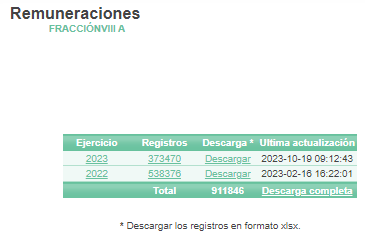 Remuneraciones
FRACCIÓNVIII A
Ejercicio Registros Descarga * Ultima actualización
2023 373470 Descargar 2023-10-19 09:12:43
2022 538376 Descargar 2023-02-16 16:22:01
Total 911846 Descarga completa
* Descargar los registros en formato xlsx.